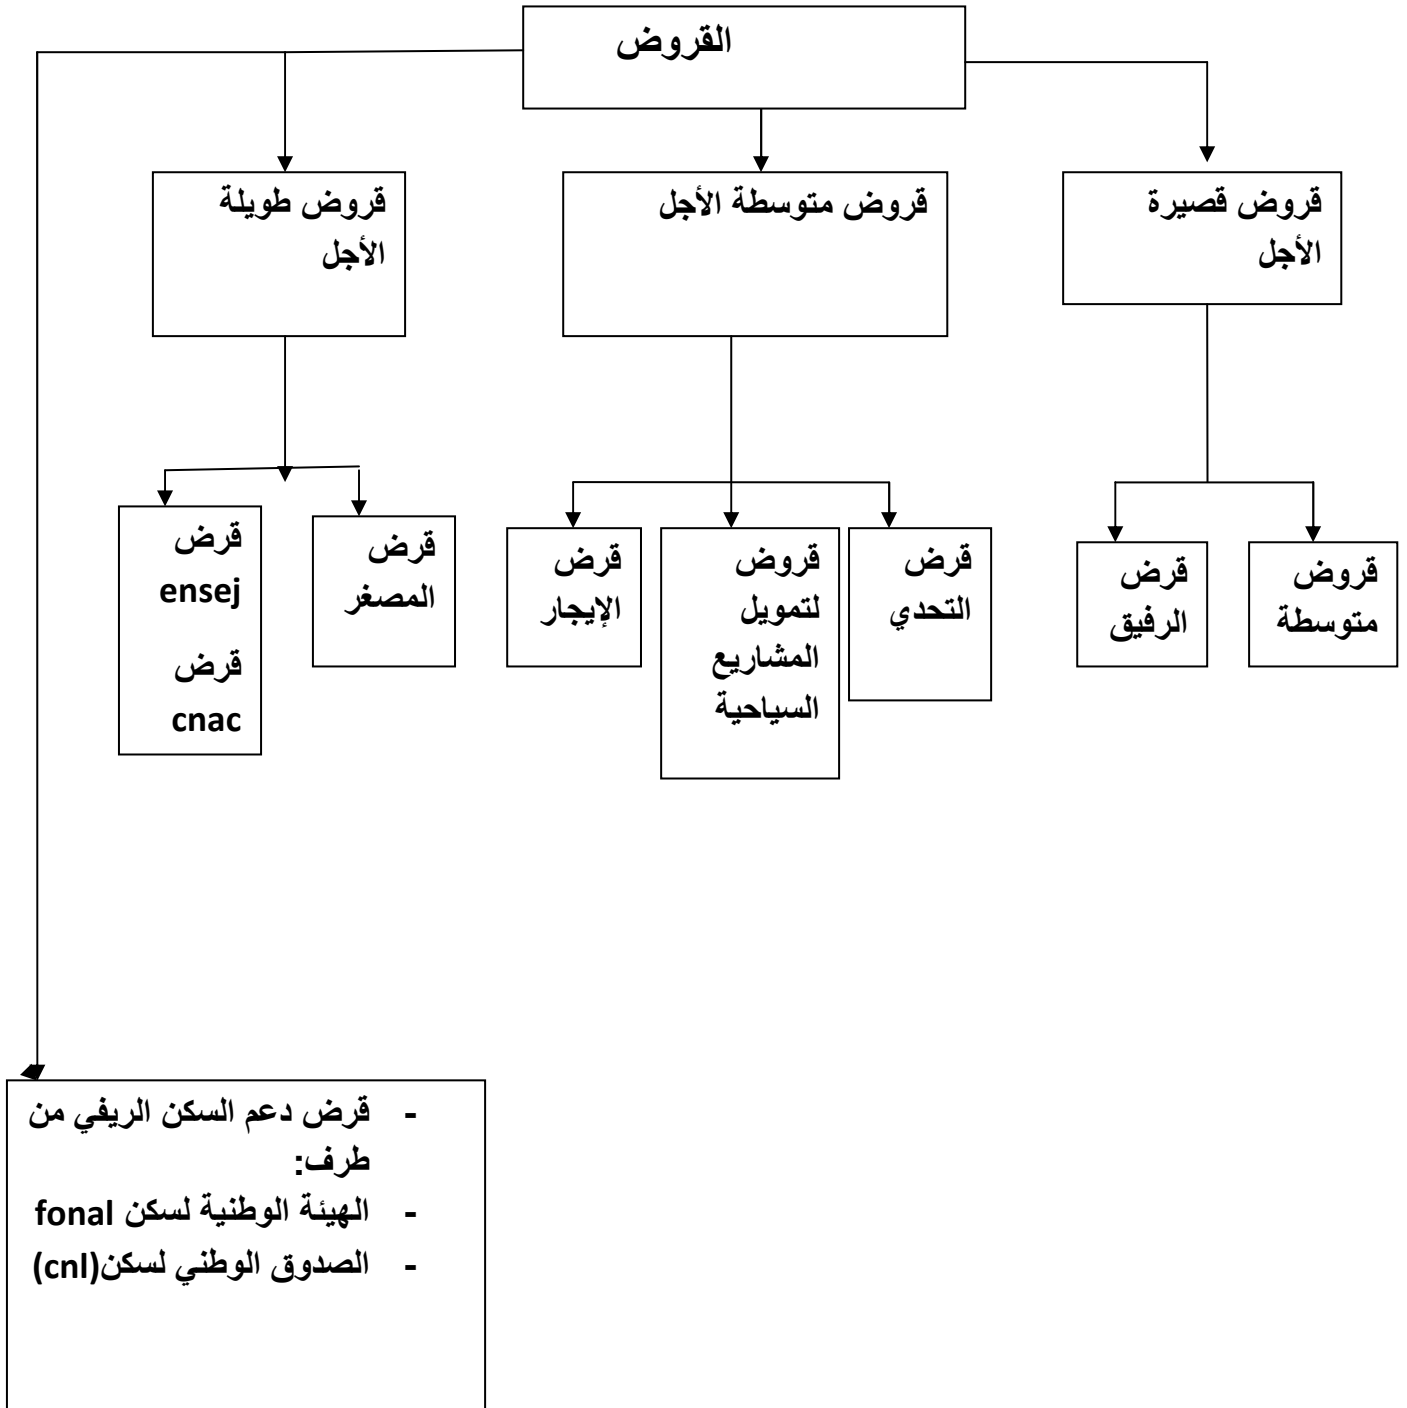 القروض
قروض قصيرة
الأجل
قروض متوسطة الأجل
قروض طويلة
الأجل
قروض
متوسطة
قرض
الرفيق
قرض
التحدي
قروض
لتمويل
المشاريع
السياحية
قرض
الإيجار
قرض
المصغر
قرض
ensej
قرض
cnac
- قرض دعم السكن الريفي من
طرف:
- الهيئة الوطنية لسكن fonal
- الصدوق الوطني لسكن(cnl)